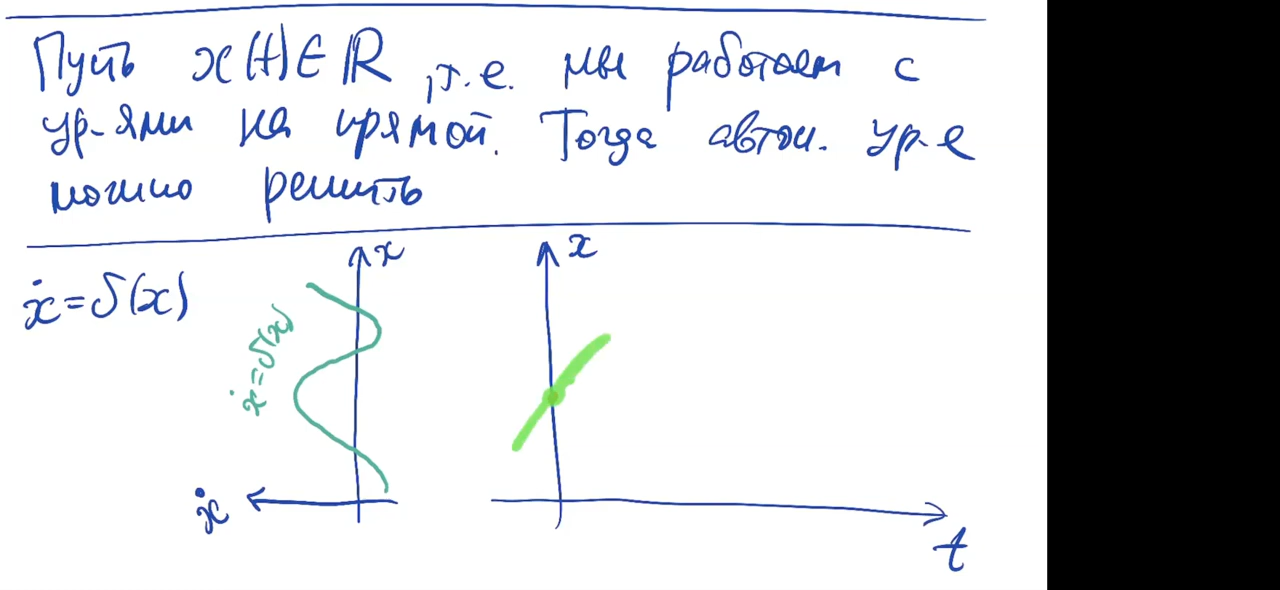 Пусть x(t)∈ℝ, т.е. мы работаем с
ур-ями на прямой. Тогда автон. ур-е
можно решить
ẋ=f(x)
x
ẋ=f(x)
ẋ
x
t